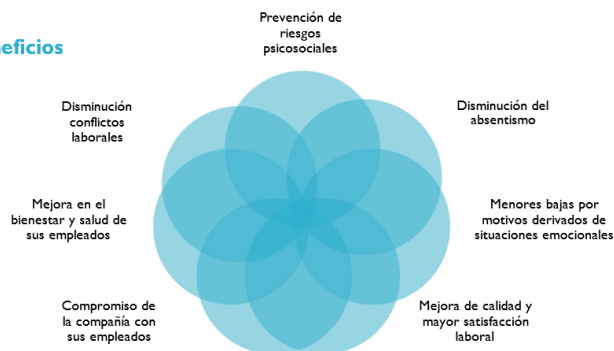 neficios
Prevención de
riesgos
psicosociales
Disminución
conflictos
laborales
Disminución del
absentismo
Mejora en el
bienestar y salud de
sus empleados
Menores bajas por
motivos derivados de
situaciones emocionales
Compromiso de
la compañía con
sus empleados
Mejora de calidad y
mayor satisfacción
laboral